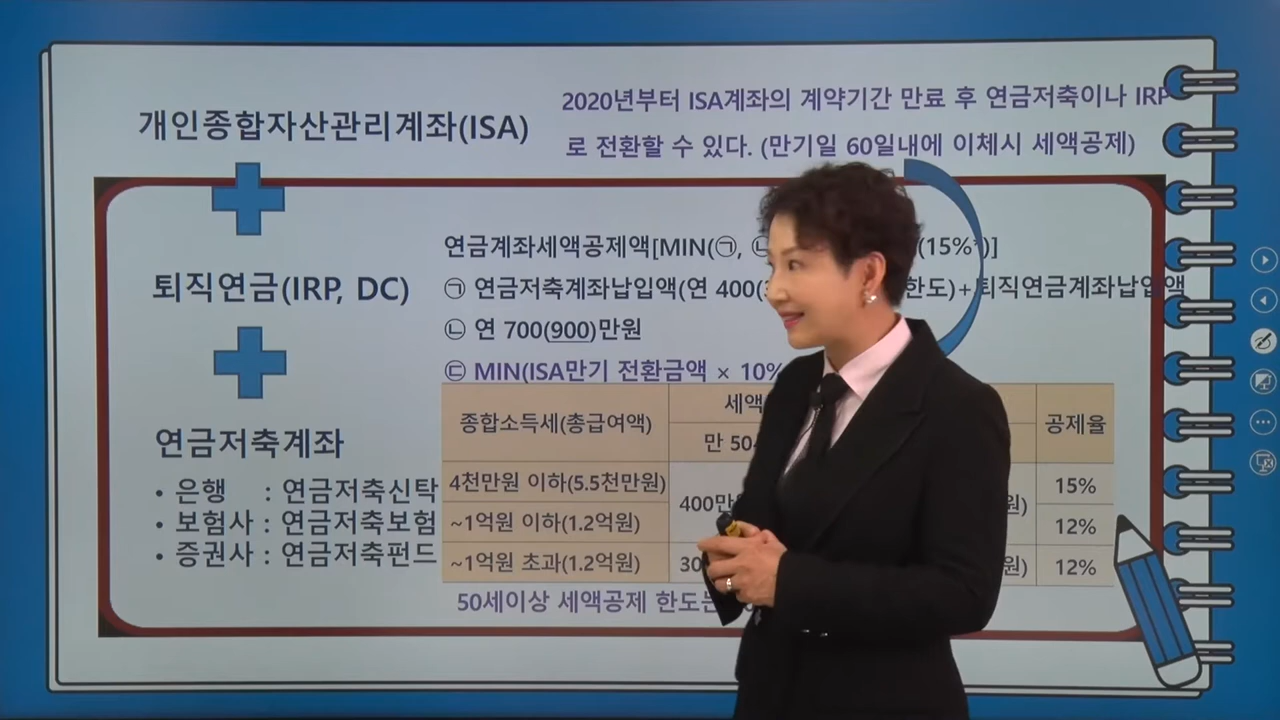 개인종합자산관리계좌(ISA)
2020년부터 ISA계좌의 계약기간 만료 후 연금저축이나 IRP
로 전환할 수 있다. (만기일 60일내에 이체시 세액공제)
퇴직연금(IRP, DC)
연금계좌세액공제액[MIN(㉠, (15%*)]
㉠ 연금저축계좌납입액(연 400( 한도)+퇴직연금계좌납입액
㉡ 연 700(900)만원
㉢ MIN(ISA만기 전환금액 × 10%
연금저축계좌
• 은행 : 연금저축신탁
• 보험사 : 연금저축보험
• 증권사 : 연금저축펀드
종합소득세(총급여액) 공제율
만
4천만원 이하(5.5천만원) 15%
~1억원 이하(1.2억원) 12%
~1억원 초과(1.2억원) 12%
50세이상 세액공제 한도는